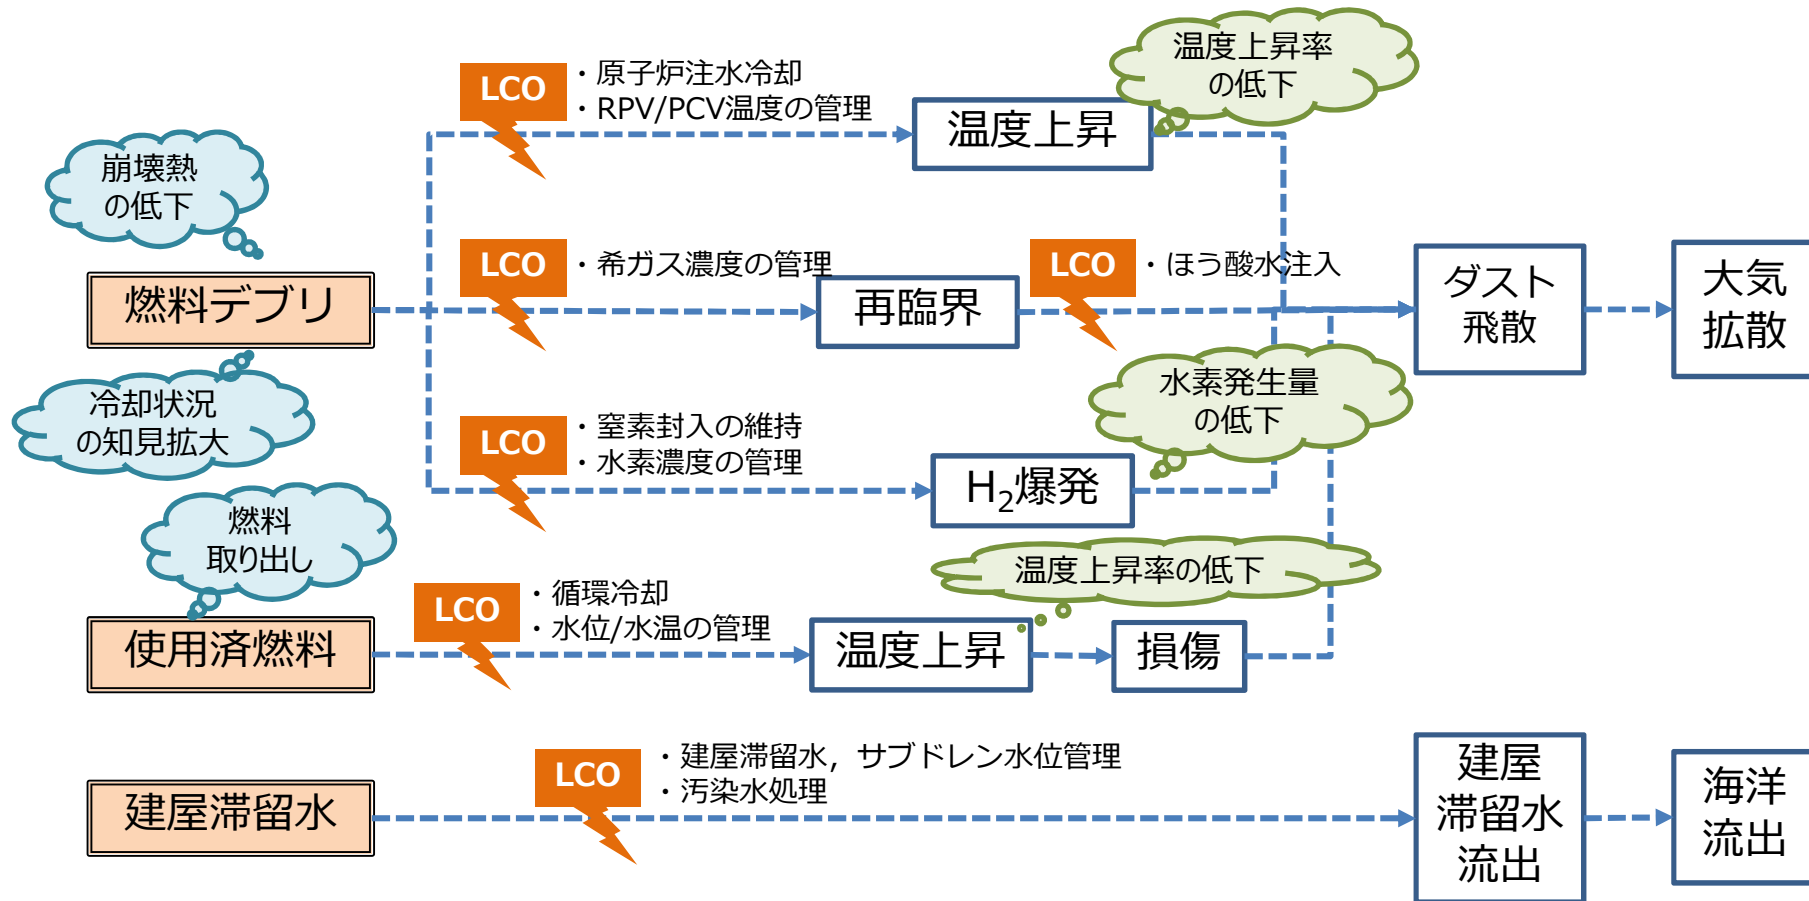 温度上昇率
の低下
LCO
・原子炉注水冷却
・RPV/PCV温度の管理
温度上昇
崩壊熱
の低下
LCO
・希ガス濃度の管理
LCO
・ほう酸水注入
燃料デブリ
再臨界
ダスト
飛散
大気
拡散
冷却状況
の知見拡大
LCO
・窒素封入の維持
・水素濃度の管理
水素発生量
の低下
H₂爆発
燃料
取り出し
温度上昇率の低下
LCO
・循環冷却
・水位/水温の管理
使用済燃料
温度上昇
損傷
LCO
・建屋滞留水，サブドレン水位管理
・汚染水処理
建屋滞留水
建屋
滞留水
流出
海洋
流出